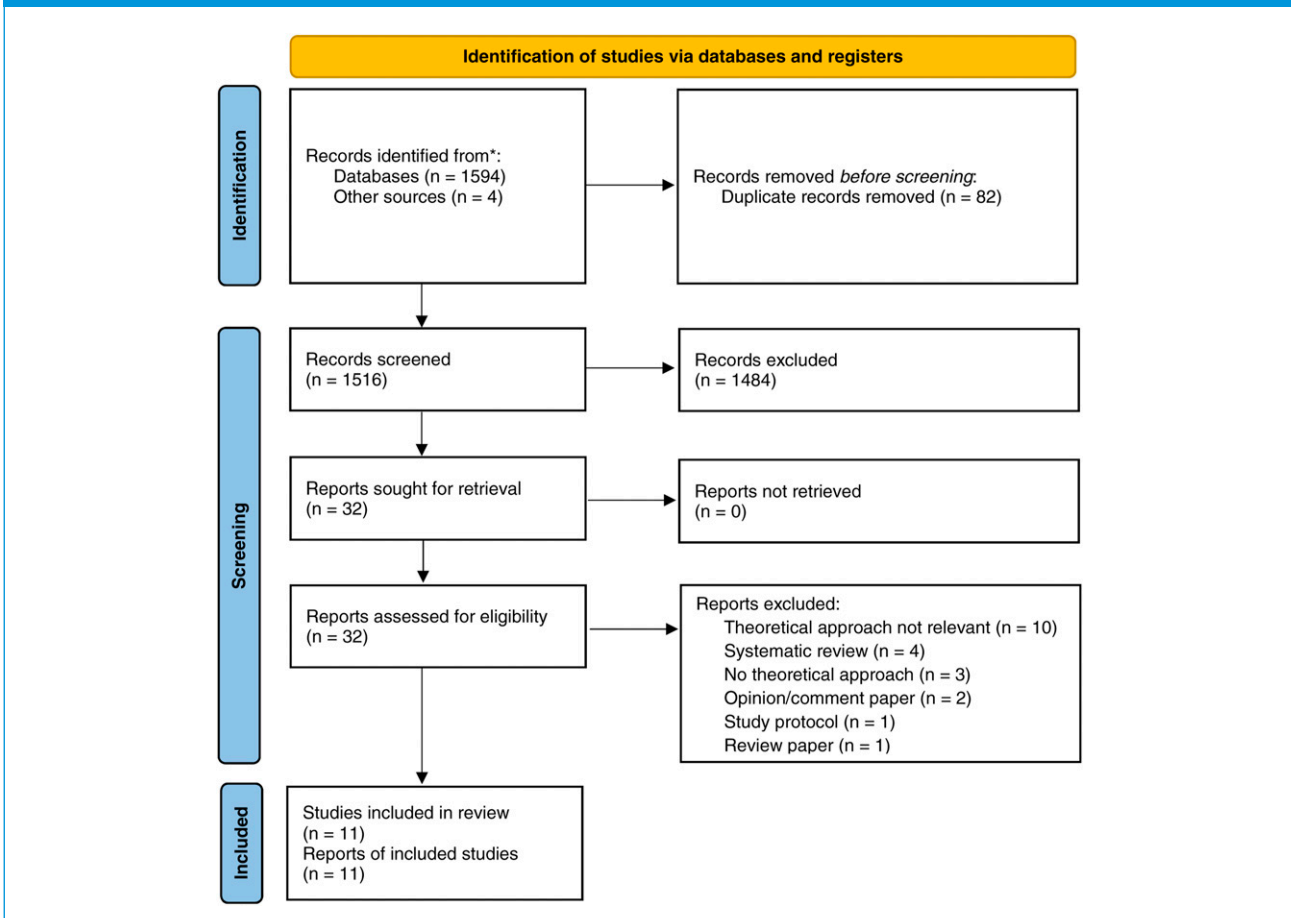 Identification of studies via databases and registers
Identification
Records identified from*:
Databases (n = 1594)
Other sources (n = 4)
Records removed before screening:
Duplicate records removed (n = 82)
Screening
Records screened
(n = 1516)
Records excluded
(n = 1484)
Reports sought for retrieval
(n = 32)
Reports not retrieved
(n = 0)
Reports assessed for eligibility
(n = 32)
Reports excluded:
Theoretical approach not relevant (n = 10)
Systematic review (n = 4)
No theoretical approach (n = 3)
Opinion/comment paper (n = 2)
Study protocol (n = 1)
Review paper (n = 1)
Included
Studies included in review
(n = 11)
Reports of included studies
(n = 11)